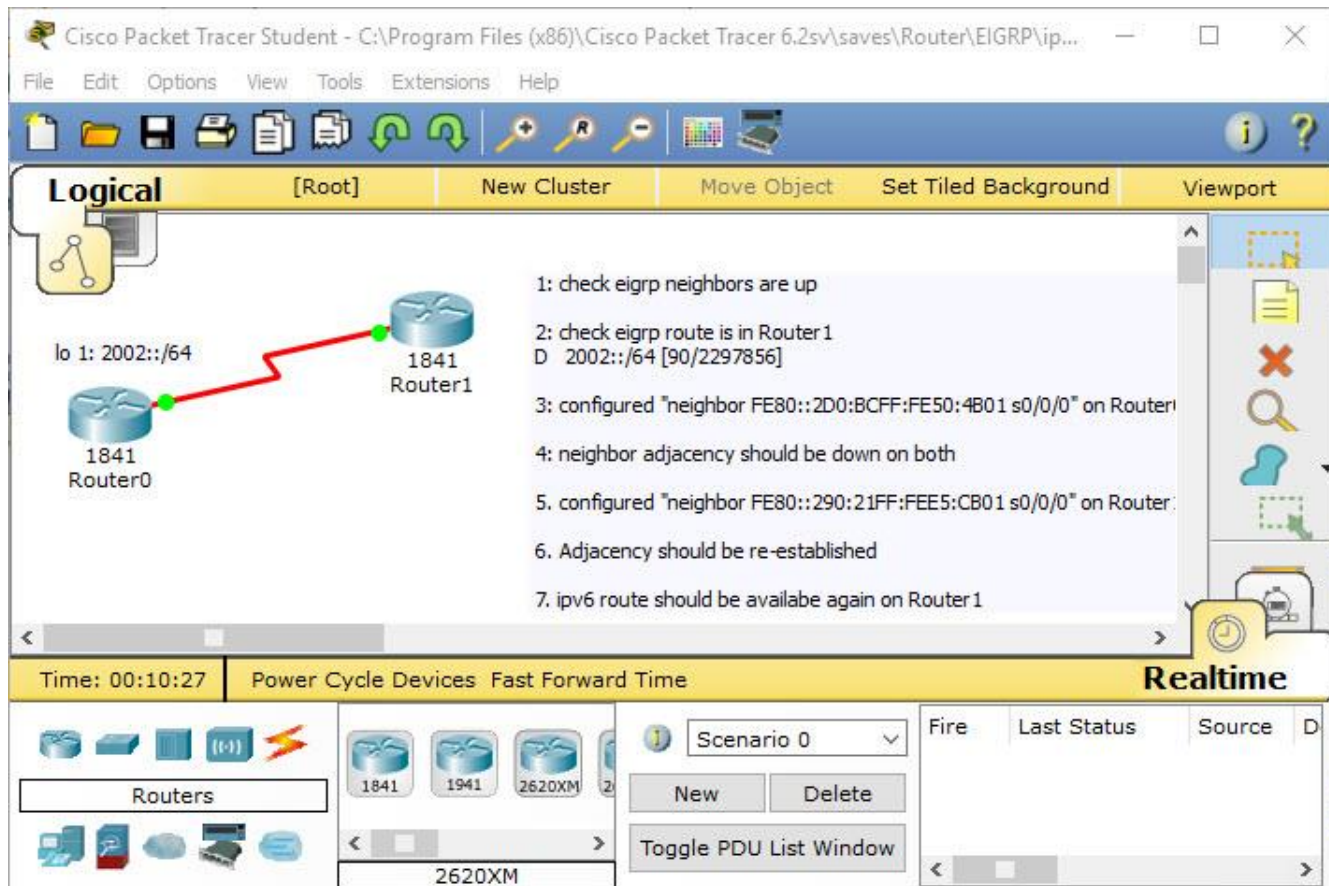 Cisco Packet Tracer Student - C:\Program Files (x86)\Cisco Packet Tracer 6.2sv\saves\Router\EIGRP\ip...
File Edit Options View Tools Extensions Help
Logical [Root] New Cluster Move Object Set Tiled Background Viewport
1: check eigrp neighbors are up
2: check eigrp route is in Router1
D 2002::/64 [90/2297856]
3: configured "neighbor FE80::2D0:BCFF:FE50:4B01 s0/0/0" on Router
4: neighbor adjacency should be down on both
5. configured "neighbor FE80::290:21FF:FEE5:CB01 s0/0/0" on Router
6. Adjacency should be re-established
7. ipv6 route should be availabe again on Router1
lo 1: 2002::/64
1841
Router1
1841
Router0
Time: 00:10:27 Power Cycle Devices Fast Forward Time Realtime
Routers
1841 1941 2620XM
2620XM
Scenario 0
New Delete
Toggle PDU List Window
Fire Last Status Source D